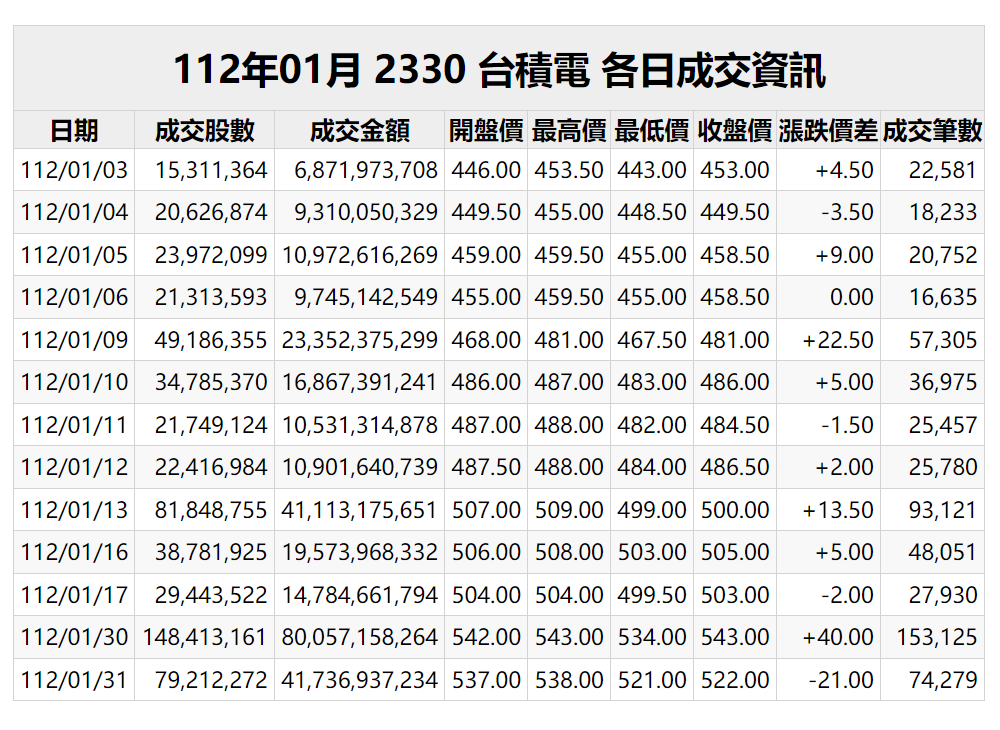 112年01月 2330 台積電 各日成交資訊
日期 成交股數 成交金額 開盤價 最高價 最低價 收盤價 漲跌價差 成交筆數
112/01/03 15,311,364 6,871,973,708 446.00 453.50 443.00 453.00 +4.50 22,581
112/01/04 20,626,874 9,310,050,329 449.50 455.00 448.50 449.50 -3.50 18,233
112/01/05 23,972,099 10,972,616,269 459.00 459.50 455.00 458.50 +9.00 20,752
112/01/06 21,313,593 9,745,142,549 455.00 459.50 455.00 458.50 0.00 16,635
112/01/09 49,186,355 23,352,375,299 468.00 481.00 467.50 481.00 +22.50 57,305
112/01/10 34,785,370 16,867,391,241 486.00 487.00 483.00 486.00 +5.00 36,975
112/01/11 21,749,124 10,531,314,878 487.00 488.00 482.00 484.50 -1.50 25,457
112/01/12 22,416,984 10,901,640,739 487.50 488.00 484.00 486.50 +2.00 25,780
112/01/13 81,848,755 41,113,175,651 507.00 509.00 499.00 500.00 +13.50 93,121
112/01/16 38,781,925 19,573,968,332 506.00 508.00 503.00 505.00 +5.00 48,051
112/01/17 29,443,522 14,784,661,794 504.00 504.00 499.50 503.00 -2.00 27,930
112/01/30 148,413,161 80,057,158,264 542.00 543.00 534.00 543.00 +40.00 153,125
112/01/31 79,212,272 41,736,937,234 537.00 538.00 521.00 522.00 -21.00 74,279